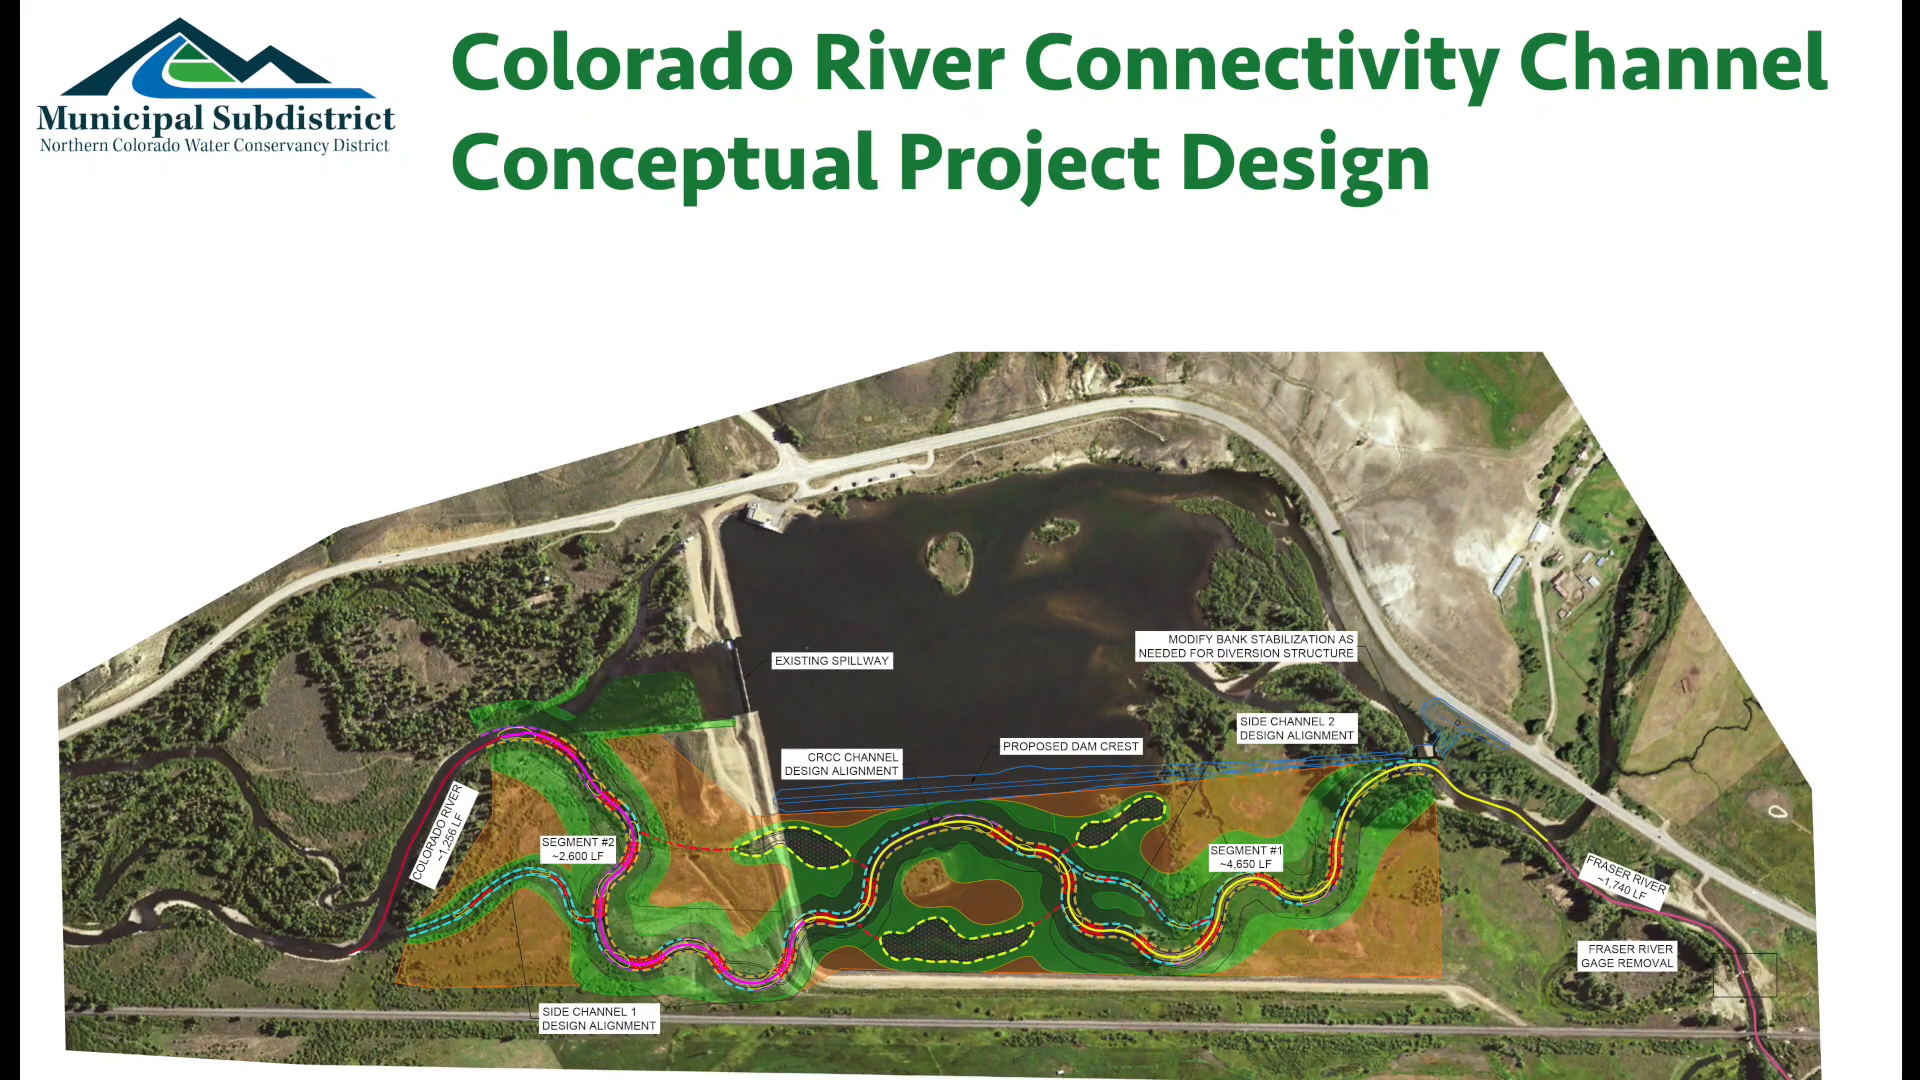 Municipal Subdistrict
Northern Colorado Water Conservancy District
Colorado River Connectivity Channel
Conceptual Project Design
EXISTING SPILLWAY
MODIFY BANK STABILIZATION AS
NEEDED FOR DIVERSION STRUCTURE
SIDE CHANNEL 2
DESIGN ALIGNMENT
PROPOSED DAM CREST
CRCC CHANNEL
DESIGN ALIGNMENT
COLORADO RIVER
~1,256 LF
SEGMENT #2
~2,600 LF
SEGMENT #1
~4,650 LF
FRASER RIVER
~1,740 LF
FRASER RIVER
GAGE REMOVAL
SIDE CHANNEL 1
DESIGN ALIGNMENT